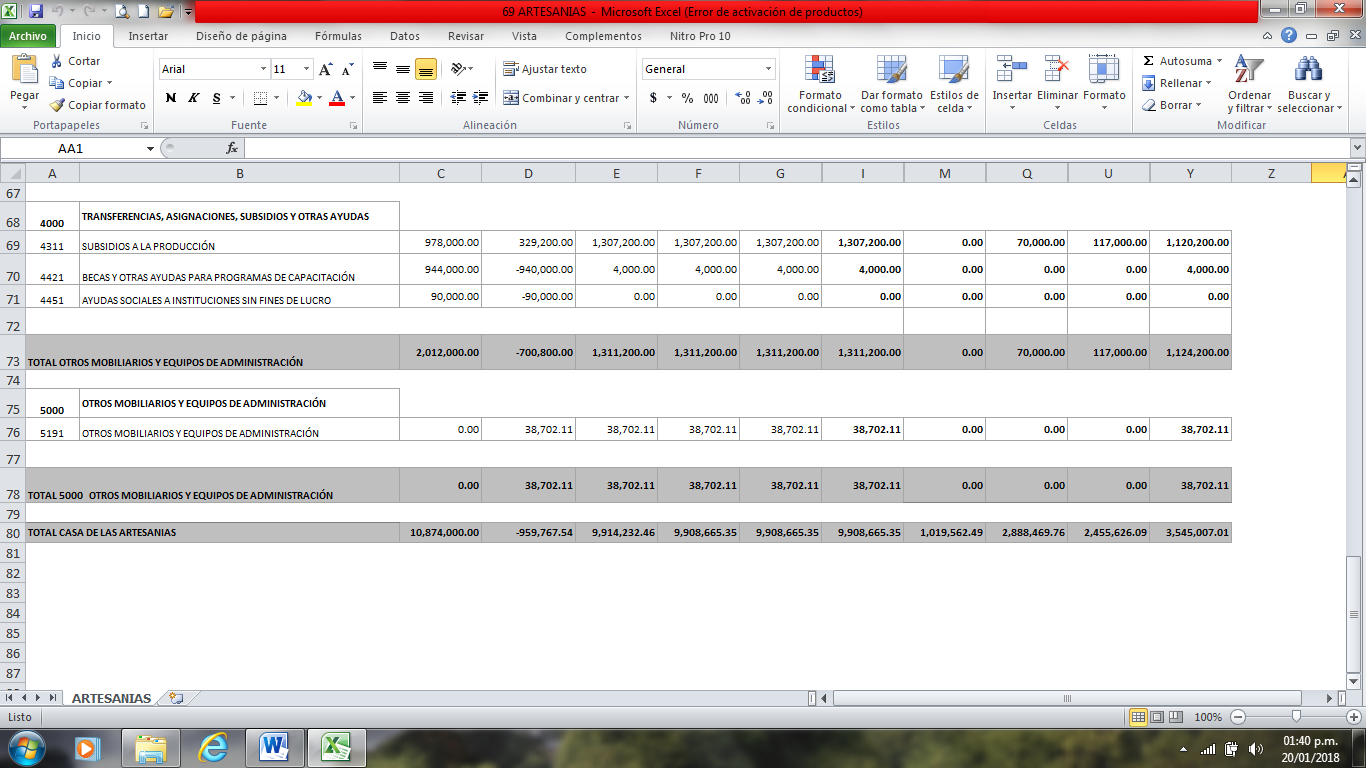 69 ARTESANIAS - Microsoft Excel (Error de activación de productos)
Archivo Inicio Insertar Diseño de página Fórmulas Datos Revisar Vista Complementos Nitro Pro 10
Cortar
Copiar
Copiar formato
Pegar
Portapapeles
Arial 11
N K S
Fuente
Ajustar texto
Combinar y centrar
Alineación
General
$ % 000
Número
Formato condicional
Dar formato como tabla
Estilos de celda
Estilos
Insertar Eliminar Formato
Celdas
Autosuma
Rellenar
Borrar
Ordenar y filtrar
Buscar y seleccionar
Modificar
AA1 fx
A B C D E F G I M Q U Y Z
67
68 4000 TRANSFERENCIAS, ASIGNACIONES, SUBSIDIOS Y OTRAS AYUDAS
69 4311 SUBSIDIOS A LA PRODUCCIÓN 978,000.00 329,200.00 1,307,200.00 1,307,200.00 1,307,200.00 1,307,200.00 0.00 70,000.00 117,000.00 1,120,200.00
70 4421 BECAS Y OTRAS AYUDAS PARA PROGRAMAS DE CAPACITACIÓN 944,000.00 -940,000.00 4,000.00 4,000.00 4,000.00 4,000.00 0.00 0.00 0.00 4,000.00
71 4451 AYUDAS SOCIALES A INSTITUCIONES SIN FINES DE LUCRO 90,000.00 -90,000.00 0.00 0.00 0.00 0.00 0.00 0.00 0.00 0.00
72
73 TOTAL OTROS MOBILIARIOS Y EQUIPOS DE ADMINISTRACIÓN 2,012,000.00 -700,800.00 1,311,200.00 1,311,200.00 1,311,200.00 1,311,200.00 0.00 70,000.00 117,000.00 1,124,200.00
74
75 5000 OTROS MOBILIARIOS Y EQUIPOS DE ADMINISTRACIÓN
76 5191 OTROS MOBILIARIOS Y EQUIPOS DE ADMINISTRACIÓN 0.00 38,702.11 38,702.11 38,702.11 38,702.11 38,702.11 0.00 0.00 0.00 38,702.11
77
78 TOTAL 5000 OTROS MOBILIARIOS Y EQUIPOS DE ADMINISTRACIÓN 0.00 38,702.11 38,702.11 38,702.11 38,702.11 38,702.11 0.00 0.00 0.00 38,702.11
79
80 TOTAL CASA DE LAS ARTESANIAS 10,874,000.00 -959,767.54 9,914,232.46 9,908,665.35 9,908,665.35 9,908,665.35 1,019,562.49 2,888,469.76 2,455,626.09 3,545,007.01
81
82
83
84
85
86
87
ARTESANIAS
Listo 100%
01:40 p.m.
20/01/2018